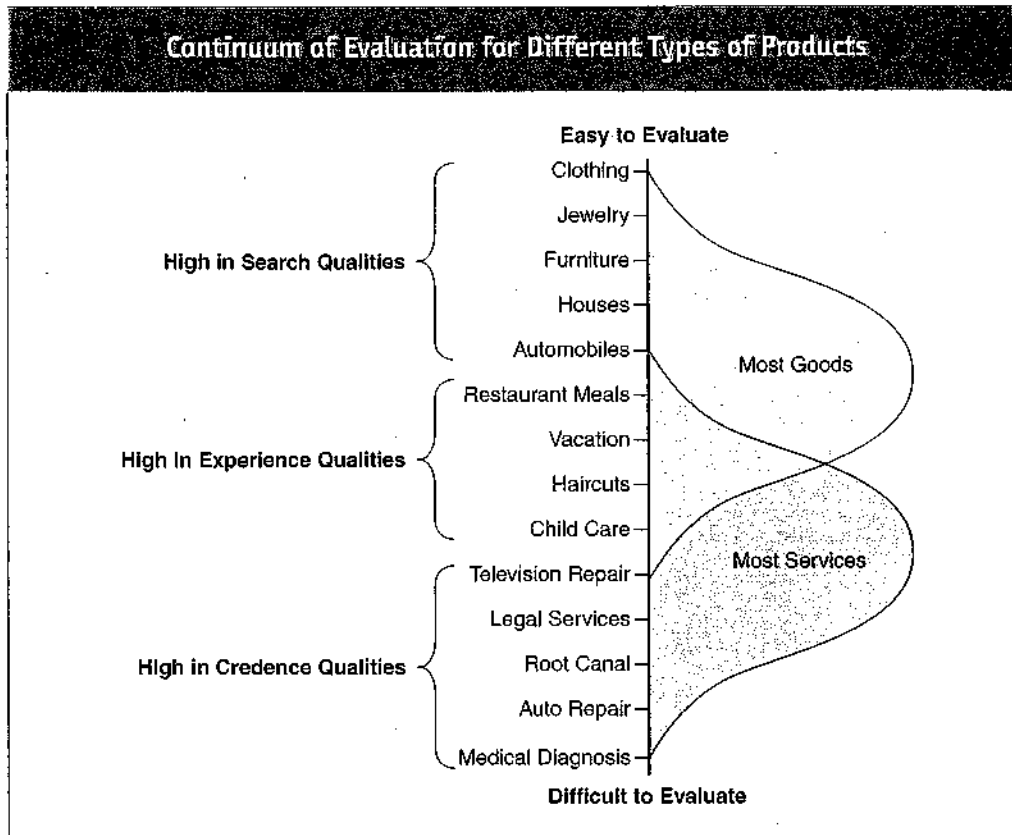 Continuum of Evaluation for Different Types of Products
Easy to Evaluate
Clothing
Jewelry
High in Search Qualities
Furniture
Houses
Automobiles
Most Goods
Restaurant Meals
Vacation
High in Experience Qualities
Haircuts
Child Care
Most Services
Television Repair
Legal Services
High in Credence Qualities
Root Canal
Auto Repair
Medical Diagnosis
Difficult to Evaluate